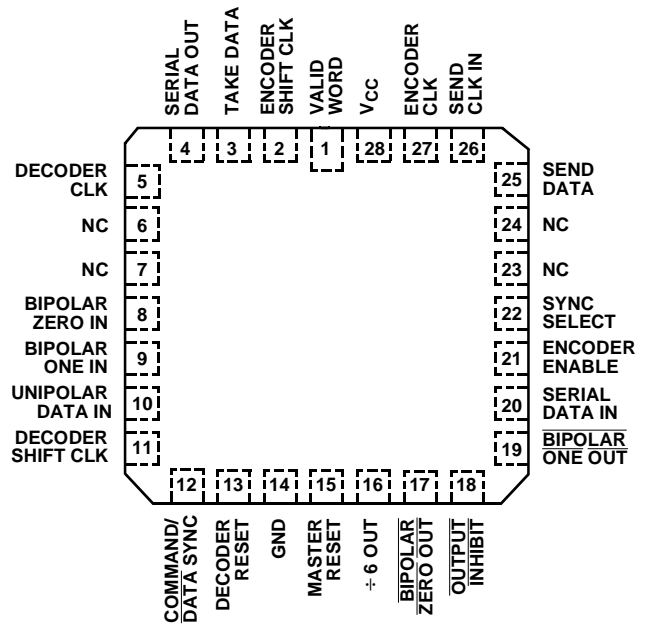 SERIAL
DATA OUT
TAKE DATA
ENCODER
SHIFT CLK
VALID
WORD
VCC
ENCODER
CLK
SEND
CLK IN
4
3
2
1
28
27
26
DECODER
CLK
5
NC
6
NC
7
BIPOLAR
ZERO IN
8
BIPOLAR
ONE IN
9
UNIPOLAR
DATA IN
10
DECODER
SHIFT CLK
11
25
SEND
DATA
24
NC
23
NC
22
SYNC
SELECT
21
ENCODER
ENABLE
20
SERIAL
DATA IN
19
BIPOLAR
ONE OUT
12
13
14
15
16
17
18
COMMAND/
DATA SYNC
DECODER
RESET
GND
MASTER
RESET
÷ 6 OUT
BIPOLAR
ZERO OUT
OUTPUT
INHIBIT